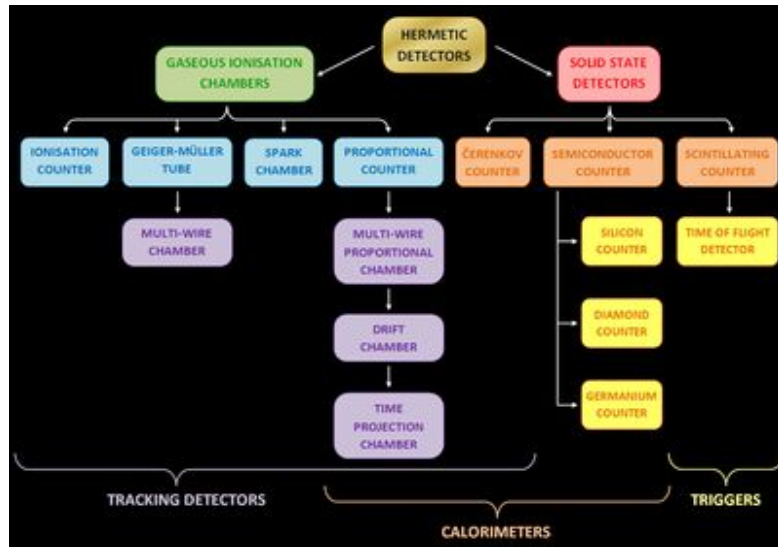 HERMETIC
DETECTORS
GASEOUS IONISATION
CHAMBERS
SOLID STATE
DETECTORS
IONISATION
COUNTER
GEIGER-MÜLLER
TUBE
SPARK
CHAMBER
PROPORTIONAL
COUNTER
ČERENKOV
COUNTER
SEMICONDUCTOR
COUNTER
SCINTILLATING
COUNTER
MULTI-WIRE
CHAMBER
MULTI-WIRE
PROPORTIONAL
CHAMBER
SILICON
COUNTER
TIME OF FLIGHT
DETECTOR
DRIFT
CHAMBER
DIAMOND
COUNTER
TIME
PROJECTION
CHAMBER
GERMANIUM
COUNTER
TRACKING DETECTORS
TRIGGERS
CALORIMETERS